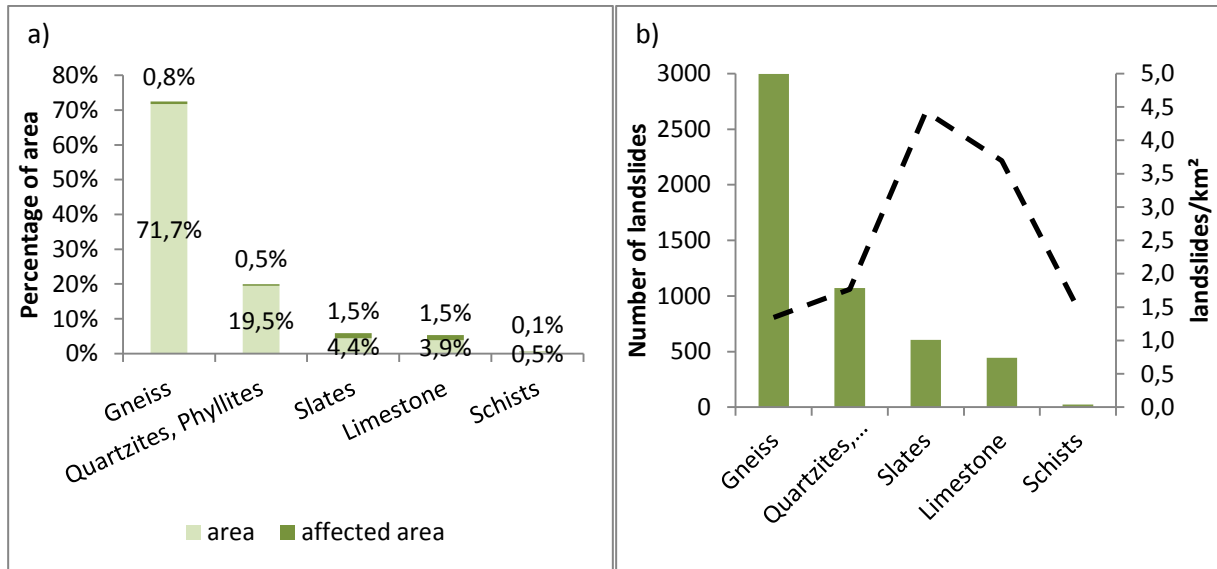 a)
Percentage of area
80%
70%
60%
50%
40%
30%
20%
10%
0%
0,8%
71,7%
0,5%
19,5%
1,5%
4,4%
1,5%
3,9%
0,1%
0,5%
Gneiss
Quartzites, Phyllites
Slates
Limestone
Schists
area
affected area
b)
Number of landslides
3000
2500
2000
1500
1000
500
0
5,0
4,5
4,0
3,5
3,0
2,5
2,0
1,5
1,0
0,5
0,0
landslides/km²
Gneiss
Quartzites,...
Slates
Limestone
Schists